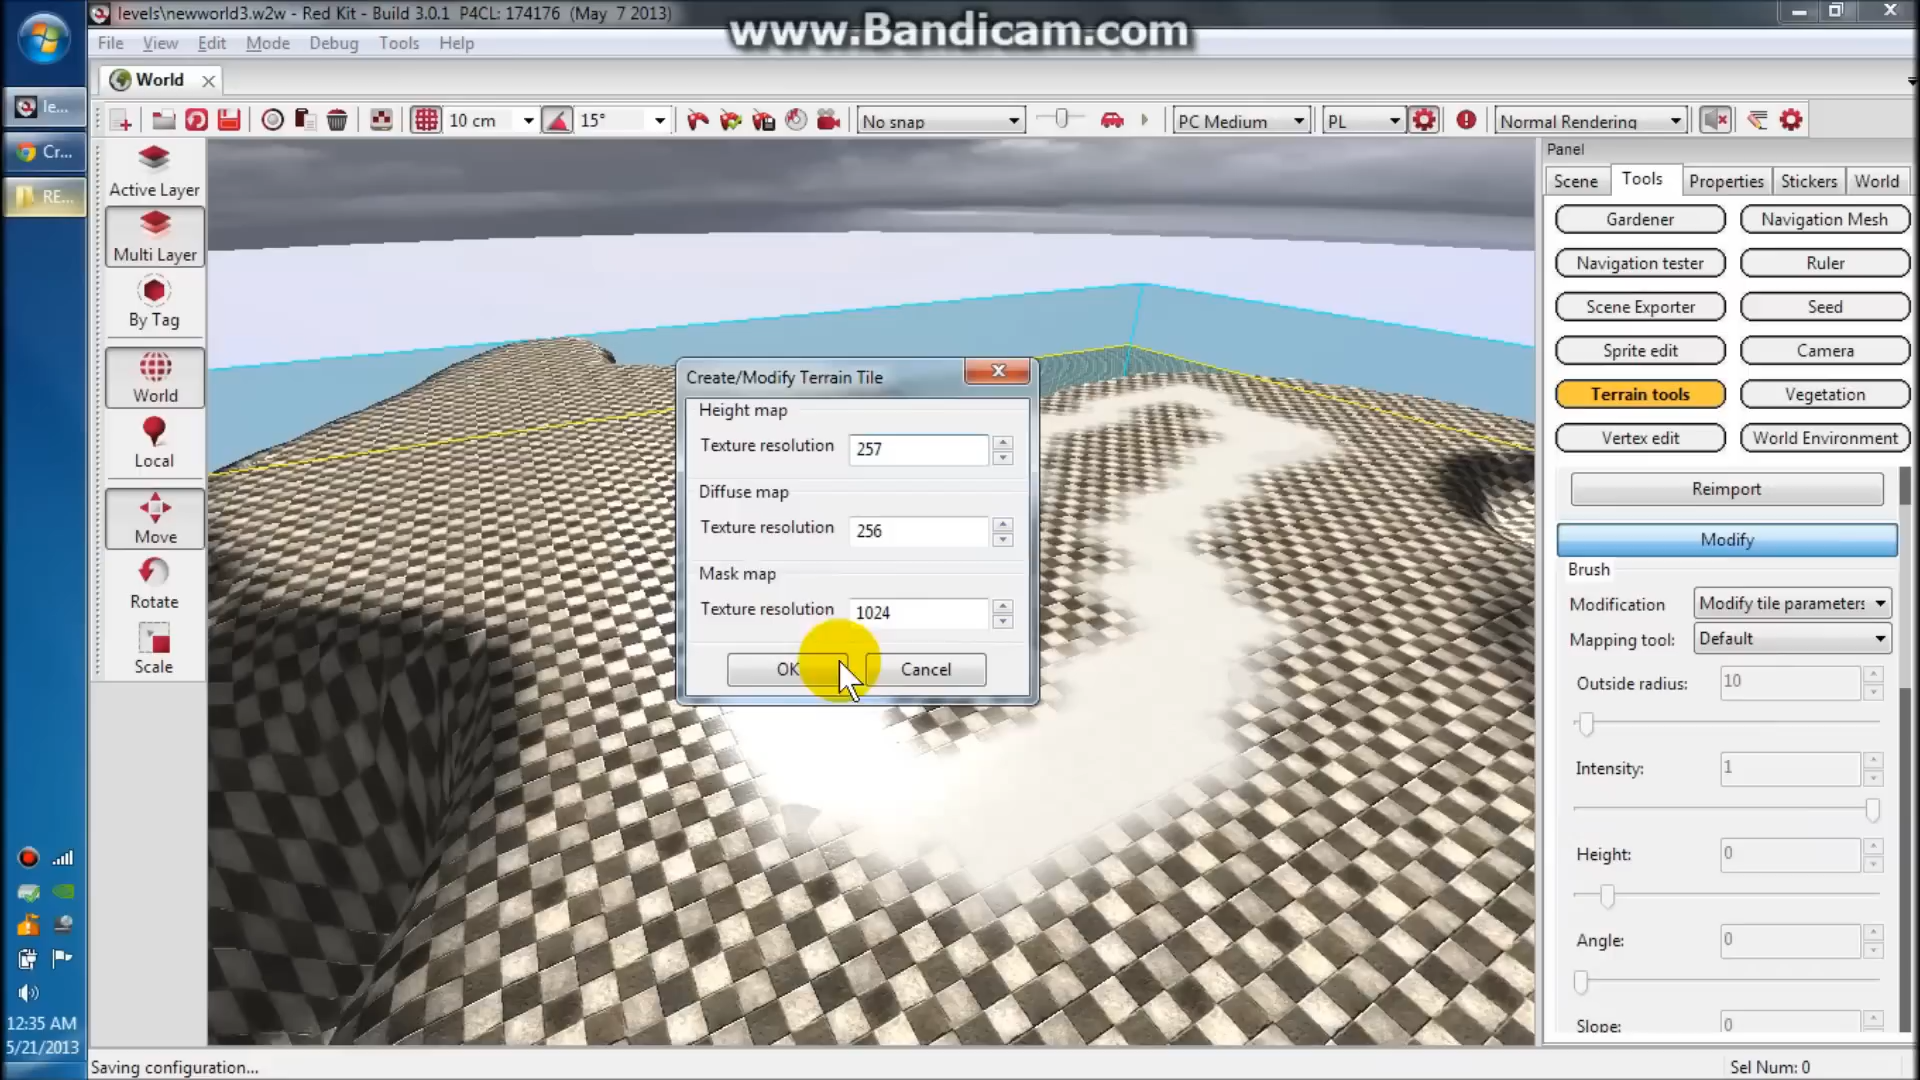 levels\newworld3.w2w - Red Kit - Build 3.0.1 P4CL: 174176 (May 7 2013)
www.Bandicam.com
File View Edit Mode Debug Tools Help
World
le...
10 cm 15° No snap PC Medium PL Normal Rendering
Cr...
RE...
Active Layer
Multi Layer
By Tag
World
Local
Move
Rotate
Scale
Create/Modify Terrain Tile
Height map
Texture resolution 257
Diffuse map
Texture resolution 256
Mask map
Texture resolution 1024
OK Cancel
Panel
Scene Tools Properties Stickers World
Gardener Navigation Mesh
Navigation tester Ruler
Scene Exporter Seed
Sprite edit Camera
Terrain tools Vegetation
Vertex edit World Environment
Reimport
Modify
Brush
Modification Modify tile parameters
Mapping tool: Default
Outside radius: 10
Intensity: 1
Height: 0
Angle: 0
Slope: 0
12:35 AM
5/21/2013
Saving configuration...
Sel Num: 0